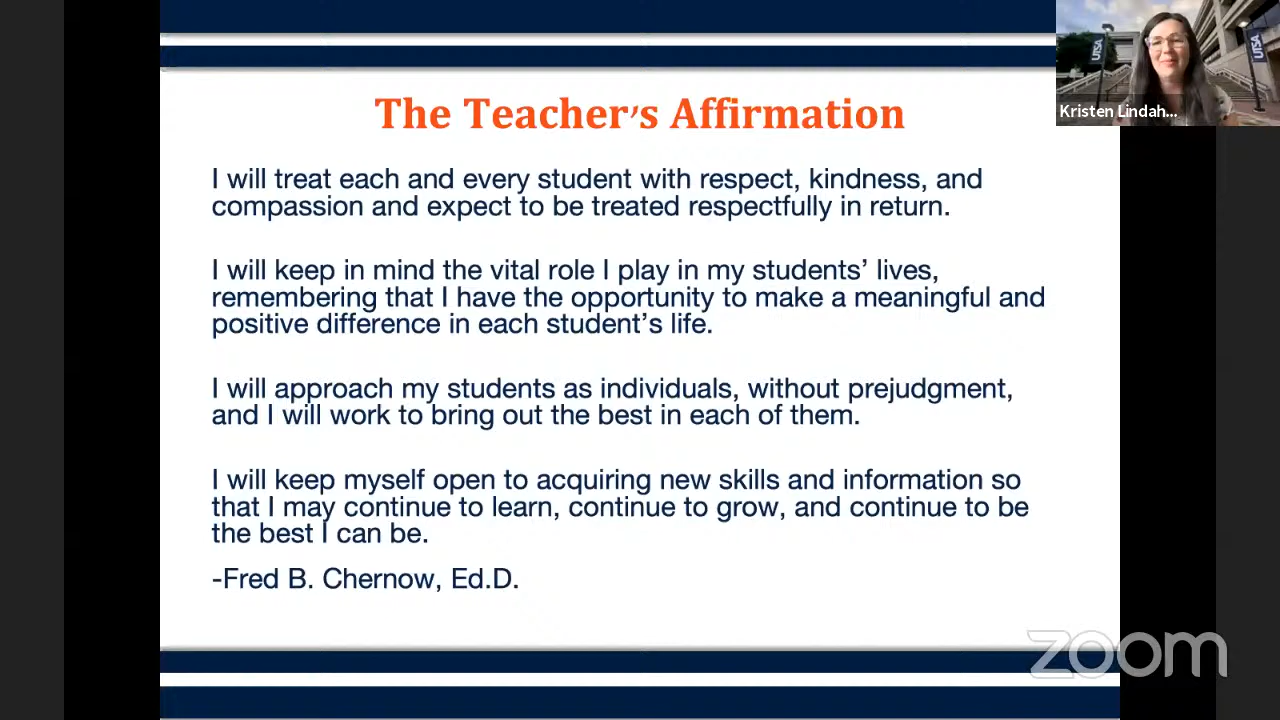 The Teacher's Affirmation
I will treat each and every student with respect, kindness, and
compassion and expect to be treated respectfully in return.
I will keep in mind the vital role I play in my students’ lives,
remembering that I have the opportunity to make a meaningful and
positive difference in each student’s life.
I will approach my students as individuals, without prejudgment,
and I will work to bring out the best in each of them.
I will keep myself open to acquiring new skills and information so
that I may continue to learn, continue to grow, and continue to be
the best I can be.
-Fred B. Chernow, Ed.D.
UTSA
UTSA
Kristen Lindah...
zoom